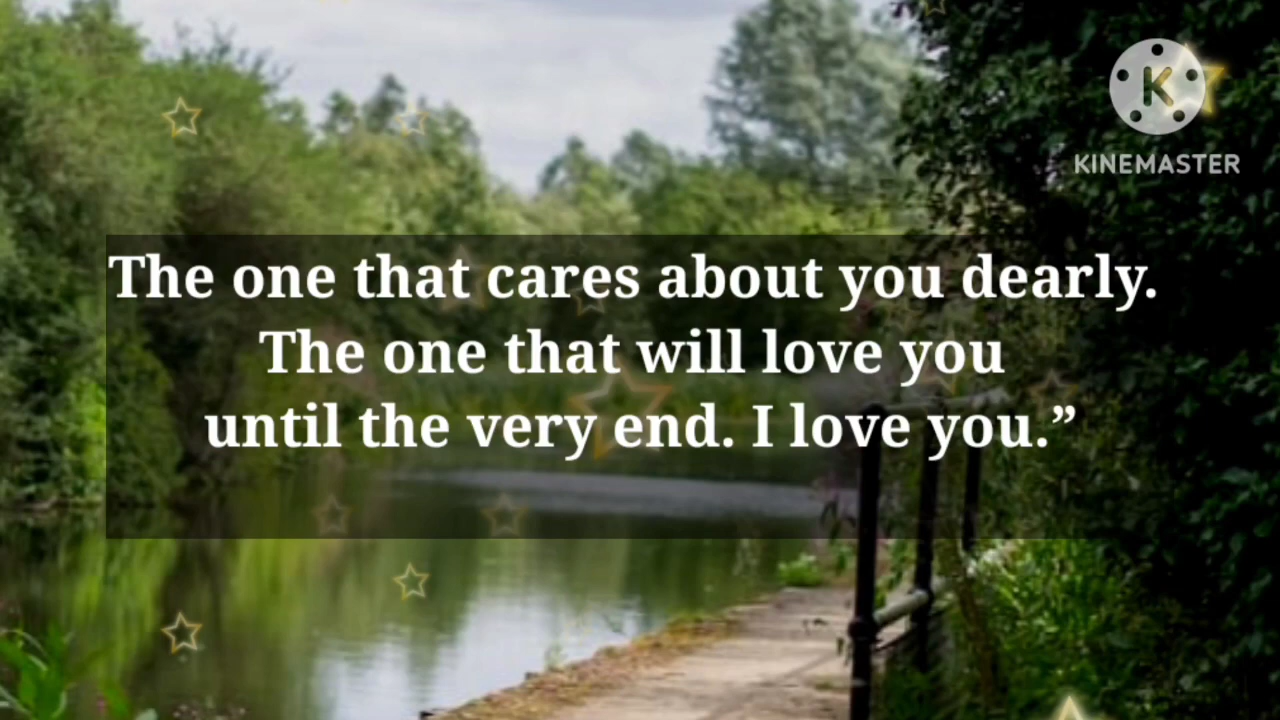 K
KINEMASTER
The one that cares about you dearly.
The one that will love you
until the very end. I love you.”